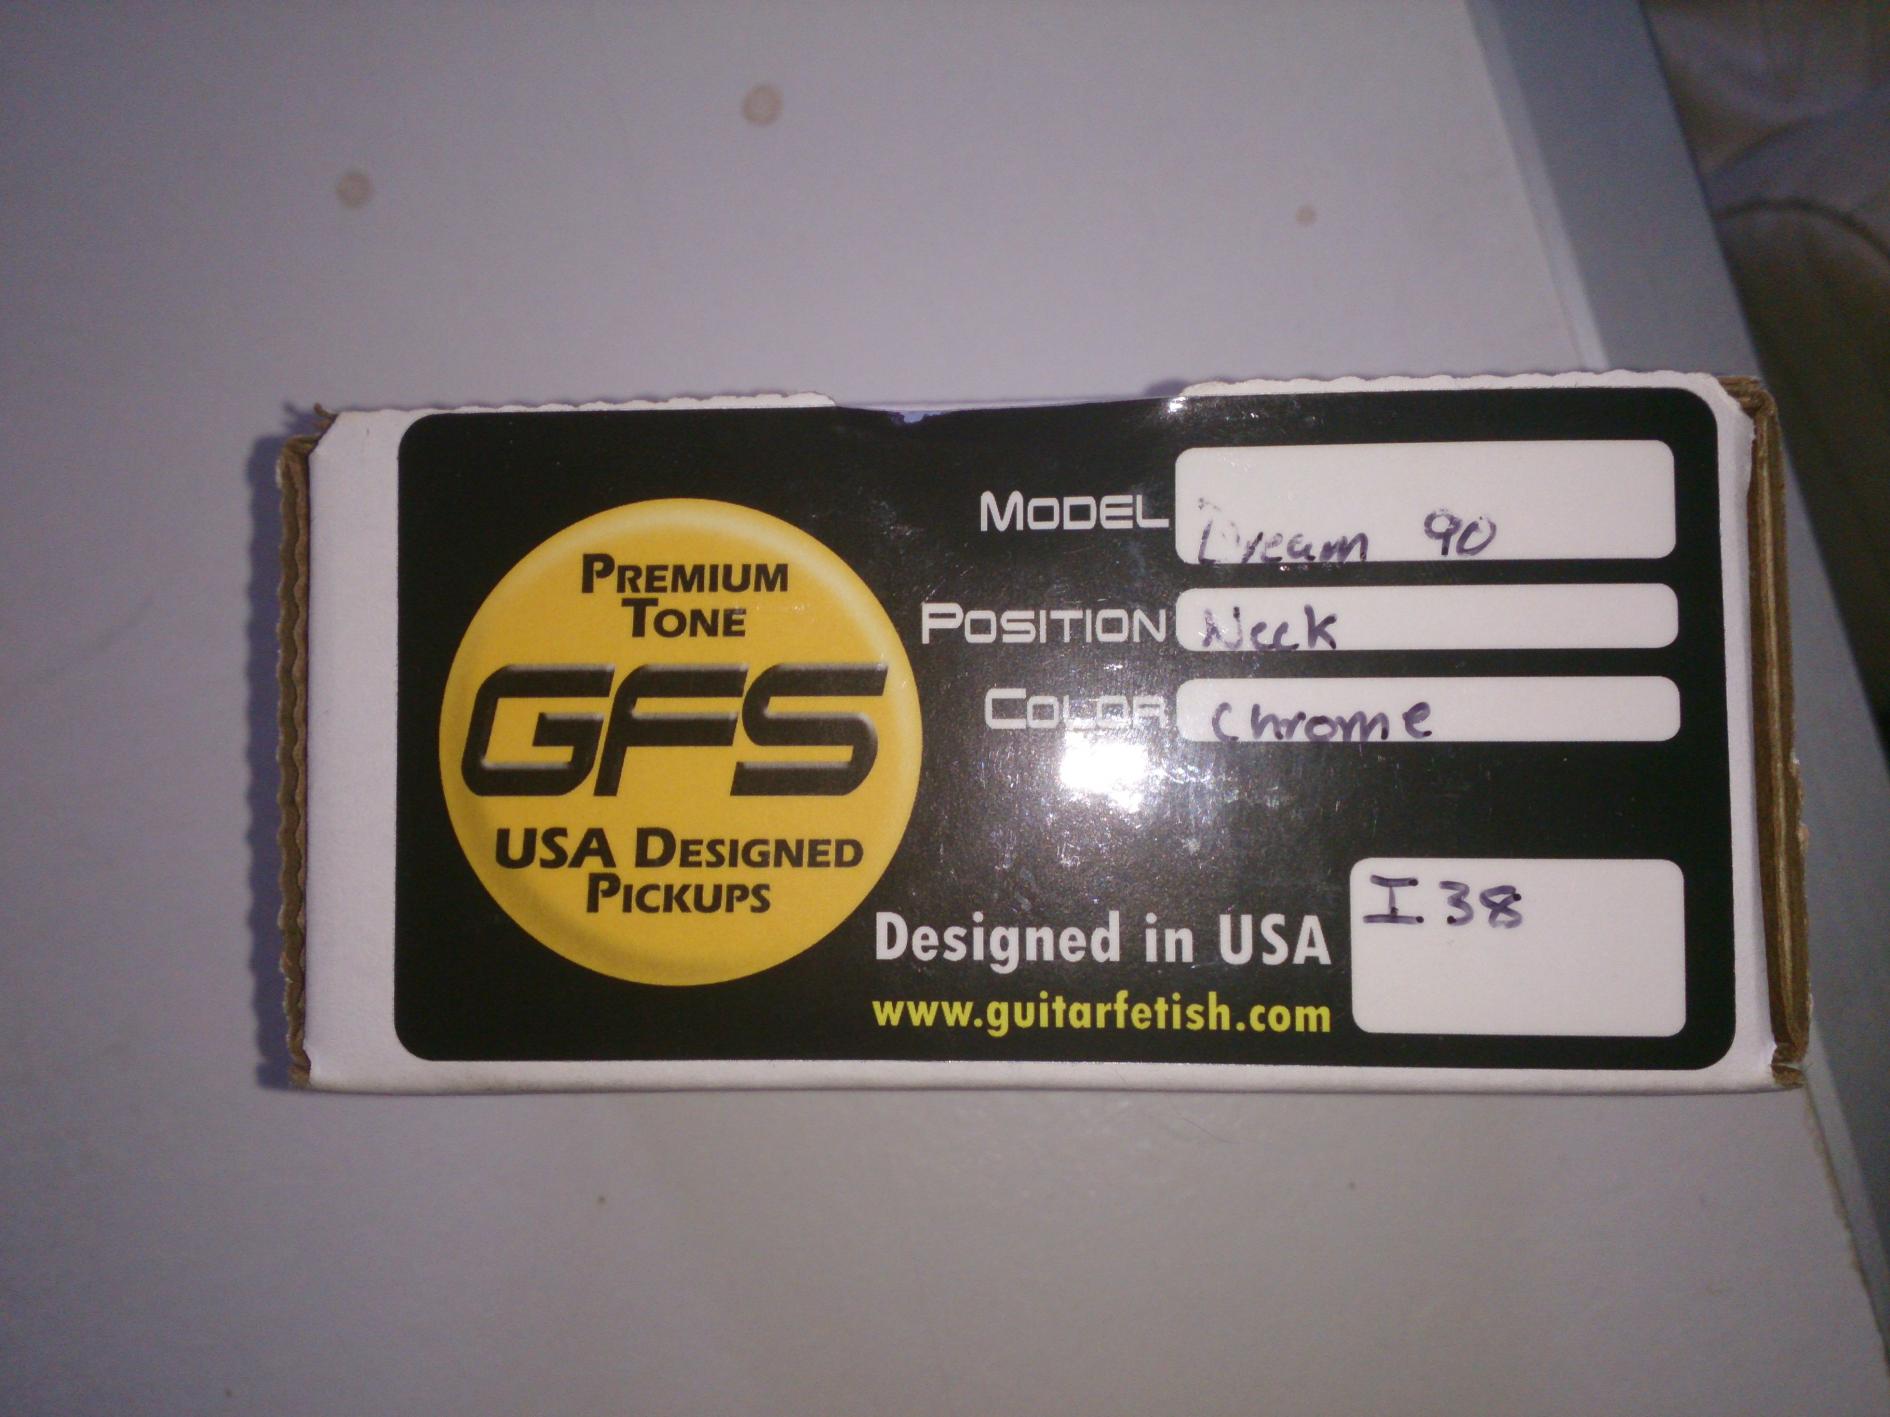 PREMIUM
TONE
GFS
USA DESIGNED
PICKUPS
MODEL Dream 90
POSITION Neck
COLOR Chrome
I38
Designed in USA
www.guitarfetish.com